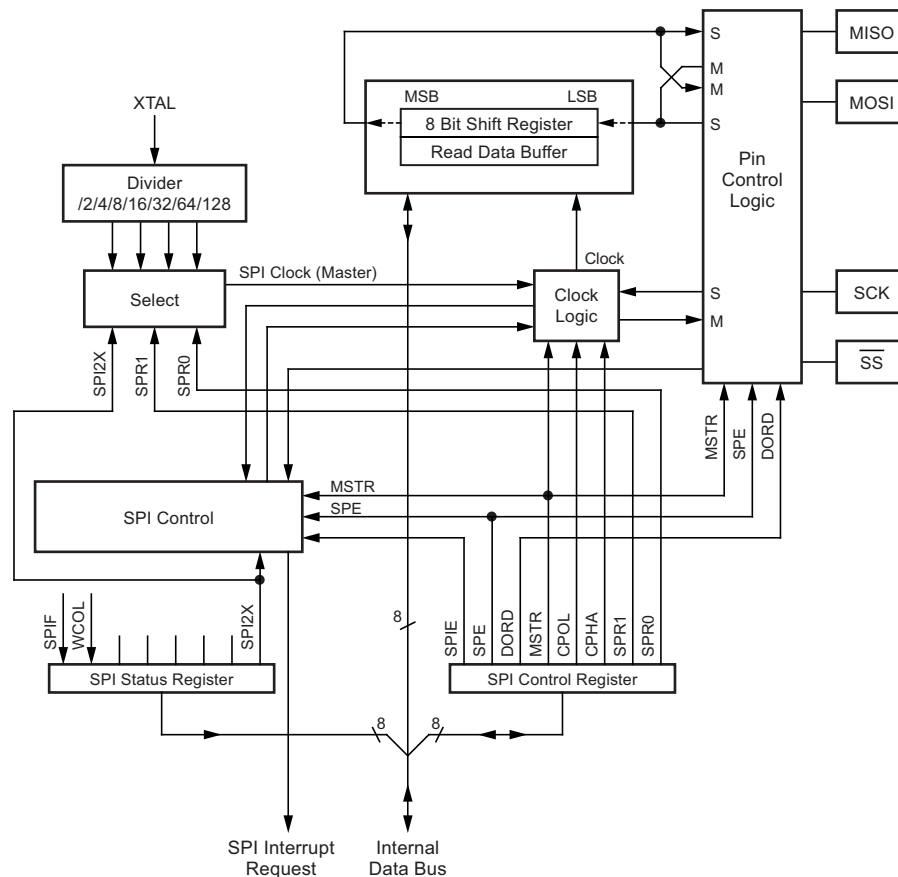 S
MISO
M
MSB
LSB
M
XTAL
8 Bit Shift Register
S
MOSI
Read Data Buffer
Pin
Control
Logic
Divider
/2/4/8/16/32/64/128
Clock
SPI Clock (Master)
Select
Clock
Logic
S
SCK
M
SPI2X
SPR1
SPR0
SS
MSTR
SPE
DORD
MSTR
SPI Control
SPE
SPIF
WCOL
SPI2X
8
SPIE
SPE
DORD
MSTR
CPOL
CPHA
SPR1
SPR0
SPI Status Register
SPI Control Register
8
8
SPI Interrupt
Request
Internal
Data Bus